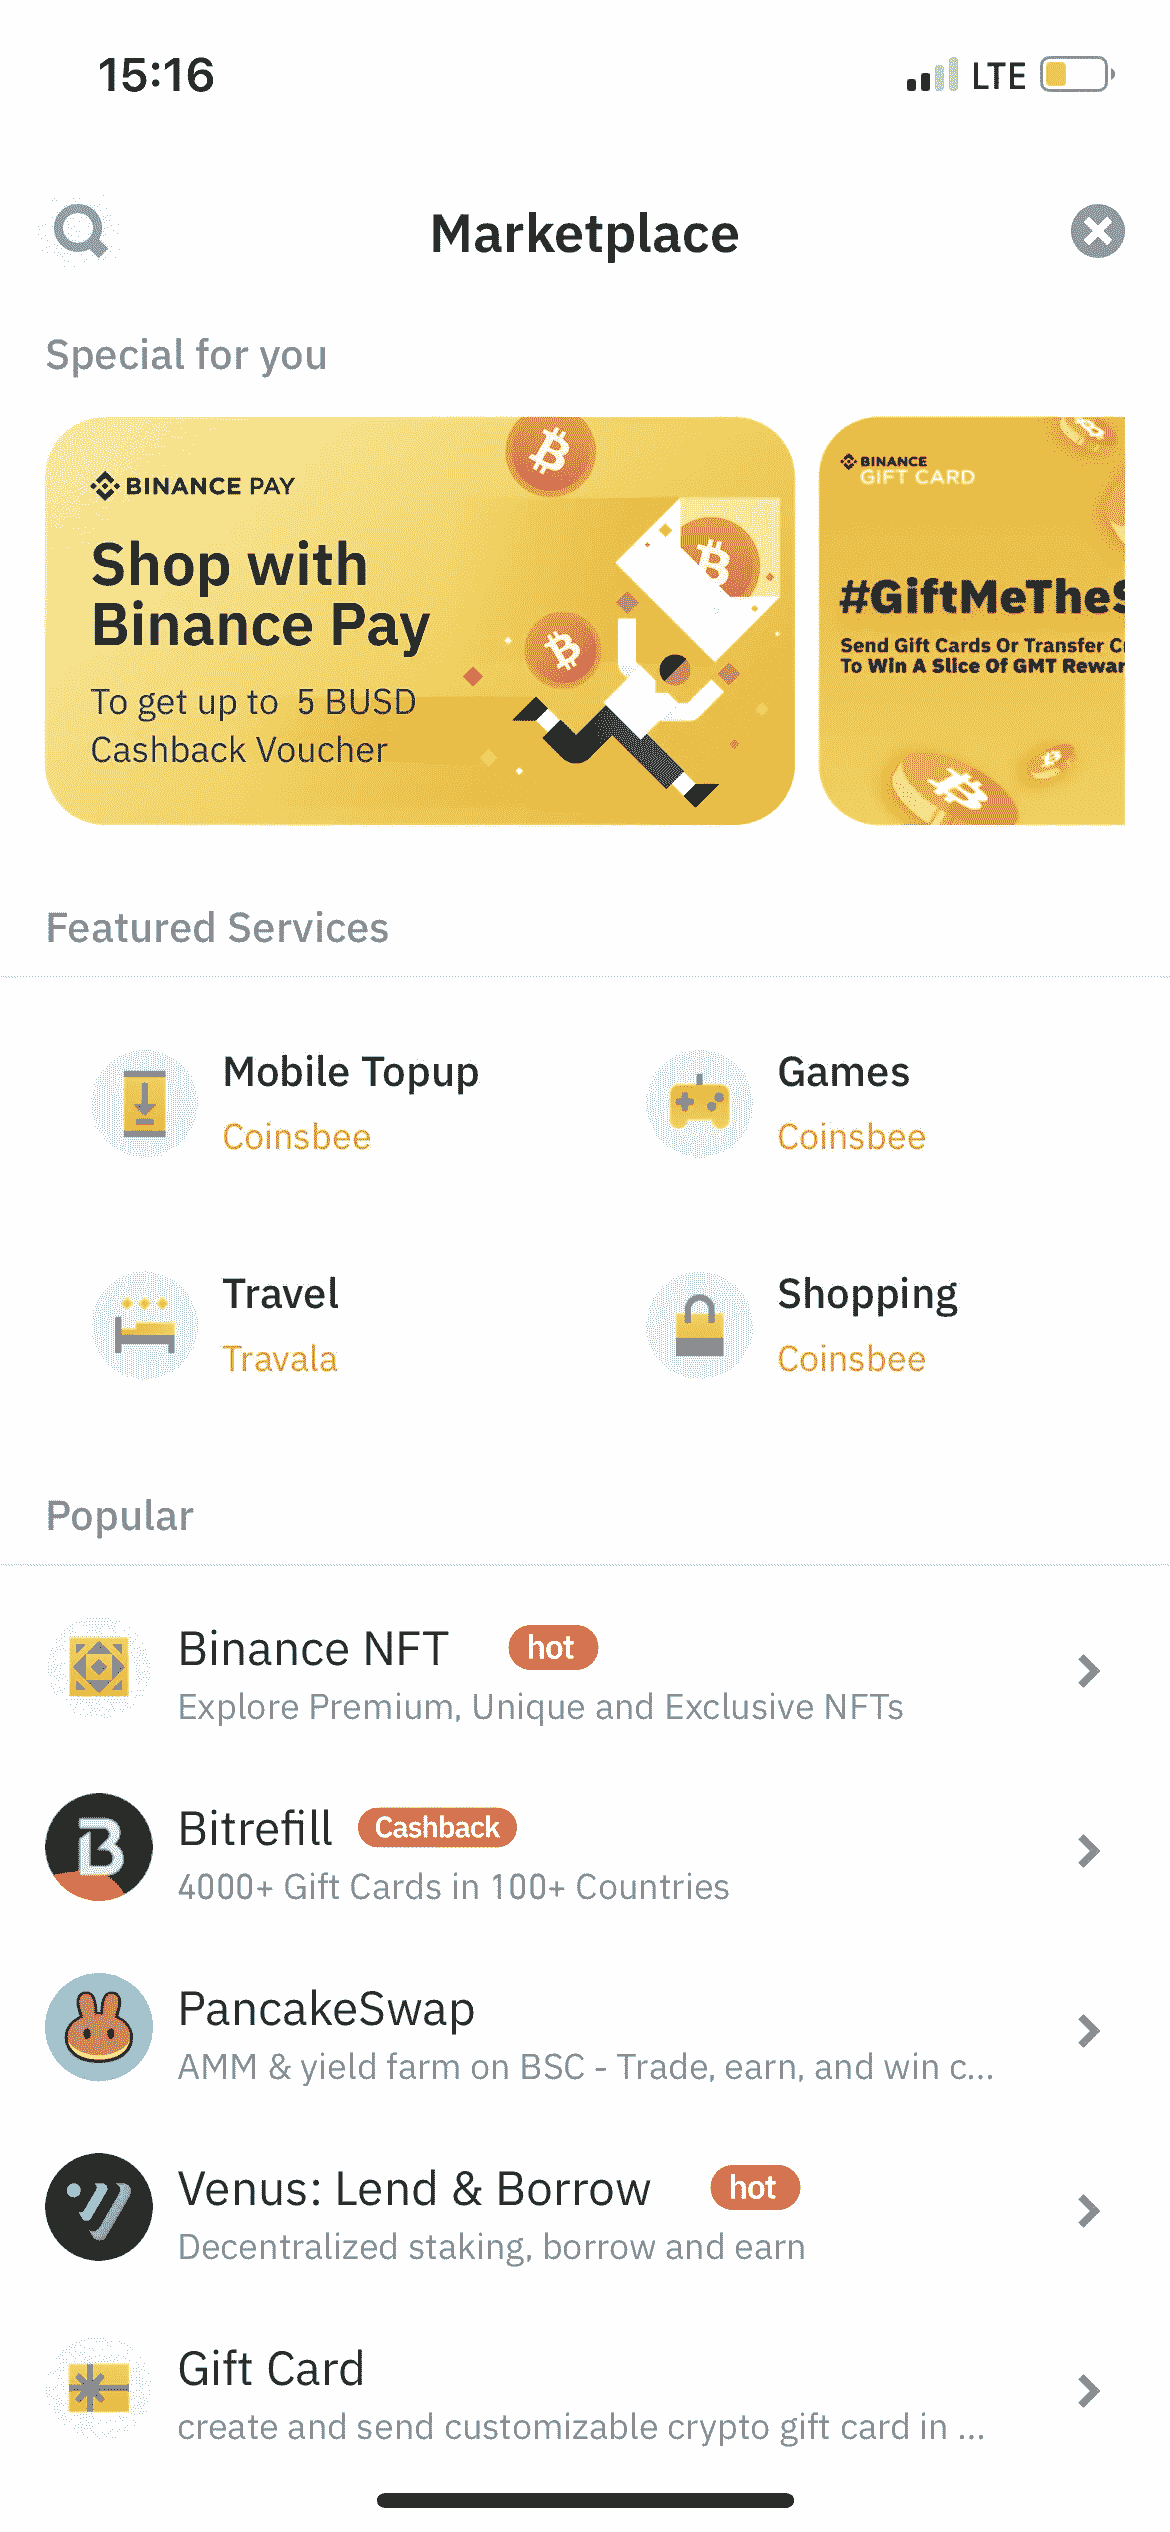 15:16
LTE
Marketplace
Special for you
BINANCE PAY
Shop with
Binance Pay
To get up to 5 BUSD
Cashback Voucher
BINANCE
GIFT CARD
#GiftMeTheS
Send Gift Cards Or Transfer C
To Win A Slice Of GMT Rewar
Featured Services
Mobile Topup
Coinsbee
Games
Coinsbee
Travel
Travala
Shopping
Coinsbee
Popular
Binance NFT hot
Explore Premium, Unique and Exclusive NFTs
Bitrefill Cashback
4000+ Gift Cards in 100+ Countries
PancakeSwap
AMM & yield farm on BSC - Trade, earn, and win c...
Venus: Lend & Borrow hot
Decentralized staking, borrow and earn
Gift Card
create and send customizable crypto gift card in ...